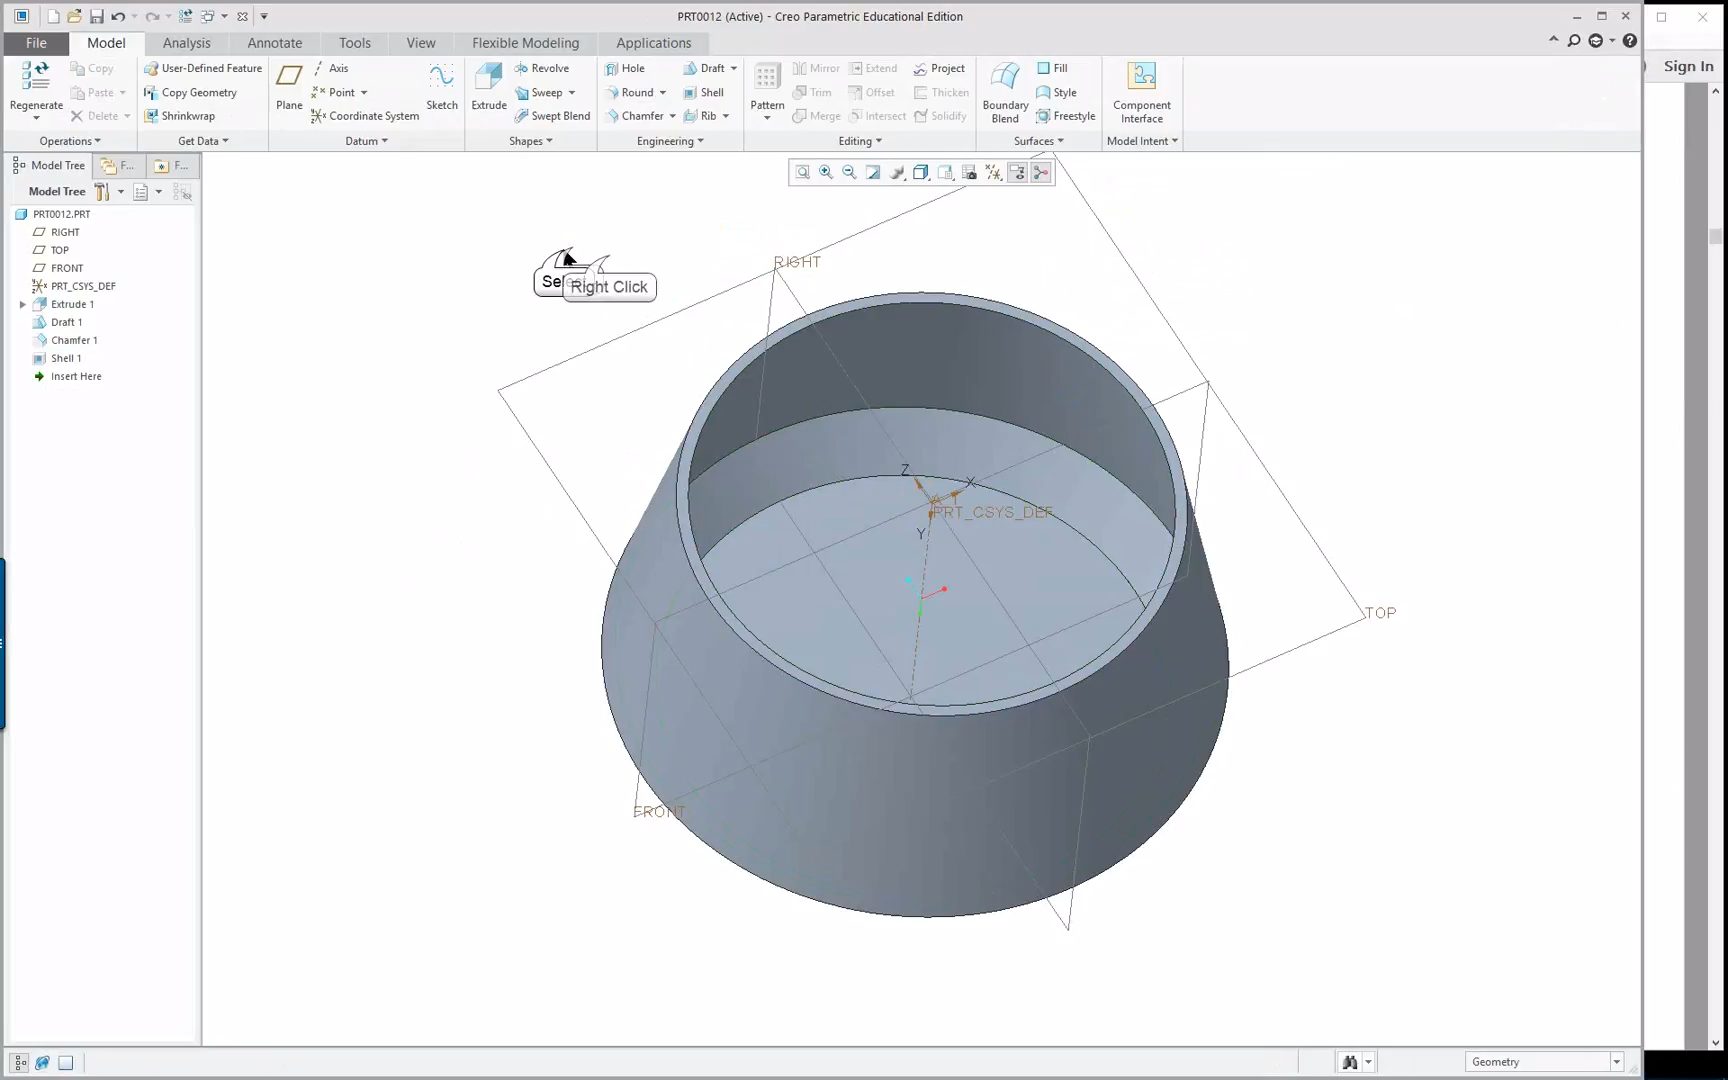 PRT0012 (Active) - Creo Parametric Educational Edition
File Model Analysis Annotate Tools View Flexible Modeling Applications
Sign In
Regenerate
Copy
Paste
Delete
Operations
User-Defined Feature
Copy Geometry
Shrinkwrap
Get Data
Plane
Axis
Point
Coordinate System
Sketch
Datum
Extrude
Revolve
Sweep
Swept Blend
Shapes
Hole
Round
Chamfer
Draft
Shell
Rib
Engineering
Pattern
Mirror
Trim
Merge
Extend
Offset
Intersect
Project
Thicken
Solidify
Editing
Boundary
Blend
Fill
Style
Freestyle
Surfaces
Component
Interface
Model Intent
Model Tree F... F...
Model Tree
PRT0012.PRT
RIGHT
TOP
FRONT
PRT_CSYS_DEF
Extrude 1
Draft 1
Chamfer 1
Shell 1
Insert Here
Right Click
RIGHT
Z
X
PRT_CSYS_DEF
Y
TOP
FRONT
Geometry